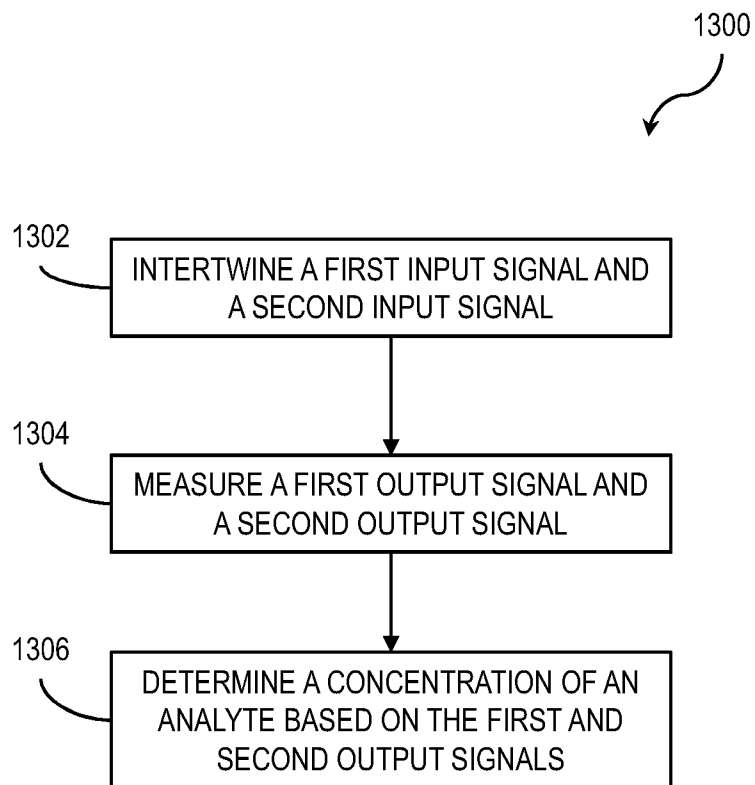 1300
1302
INTERTWINE A FIRST INPUT SIGNAL AND
A SECOND INPUT SIGNAL
1304
MEASURE A FIRST OUTPUT SIGNAL AND
A SECOND OUTPUT SIGNAL
1306
DETERMINE A CONCENTRATION OF AN
ANALYTE BASED ON THE FIRST AND
SECOND OUTPUT SIGNALS